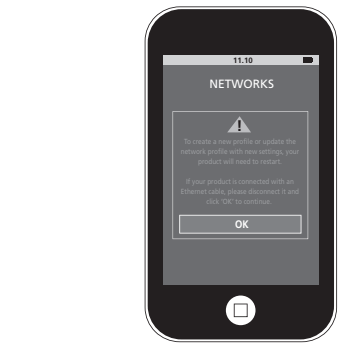 11.10
NETWORKS
To create a new profile or update the
network profile with new settings, your
product will need to restart.
If your product is connected with an
Ethernet cable, please disconnect it and
click 'OK' to continue.
OK